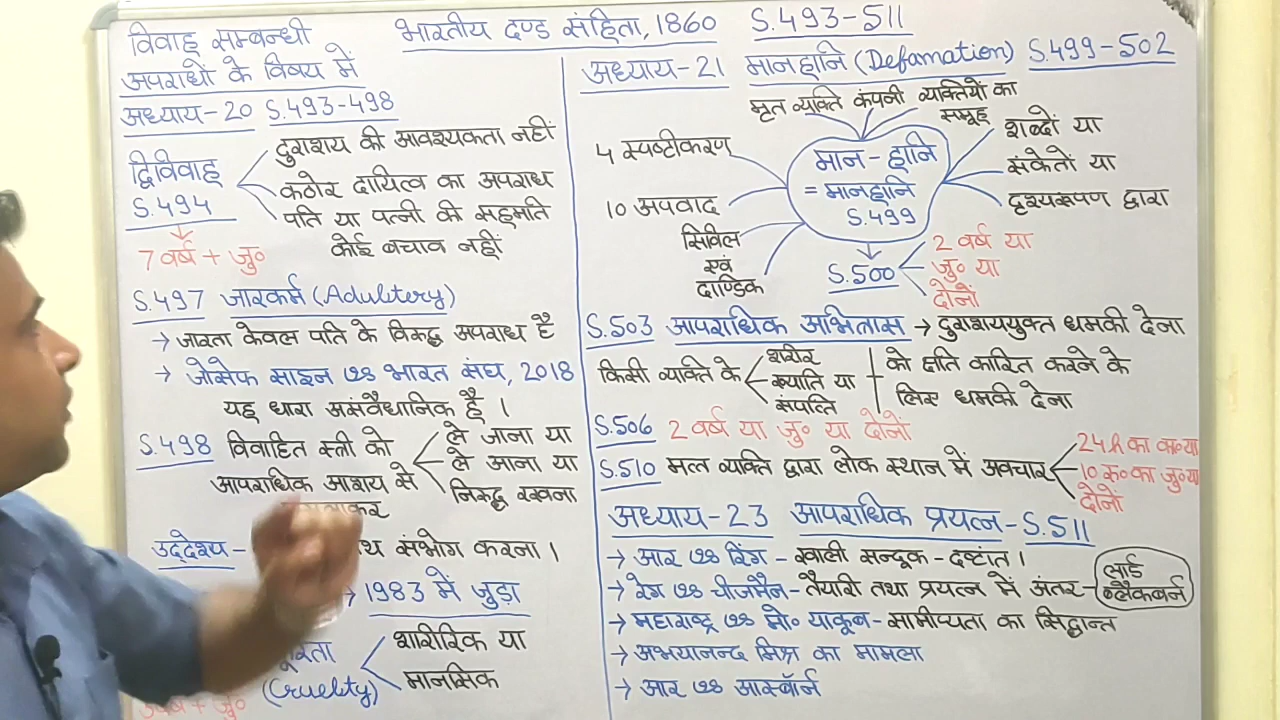 भारतीय दण्ड संहिता, 1860 S.493-511
विवाह सम्बन्धी
अपराधों के विषय में
अध्याय-20 S.493-498
द्विविवाह
S.494
दुराशय की आवश्यकता नहीं
कठोर दायित्व का अपराध
पति या पत्नी की सहमति
कोई बचाव नहीं
7 वर्ष + जु०
S.497 जारकर्म (Adulitery)
→ जारता केवल पति के विरुद्ध अपराध है
→ जोसेफ साइन vs भारत संघ, 2018
यह धारा असंवैधानिक है ।
S.498 विवाहित स्त्री को
आपराधिक आशय से
ले जाना या
ले आना या
निरुद्ध रखना
उद्देश्य-
संभोग करना ।
→ 1983 में जुड़ा
(Cruelity)
शारीरिक या
मानसिक
वर्ष + जु०
अध्याय-21 मानहानि (Defamation) S.499-502
मृत व्यक्ति कंपनी व्यक्तियों का
समूह
4 स्पष्टीकरण
10 अपवाद
सिविल
एवं
दाण्डिक
मान-हानि
= मानहानि
S.499
शब्दों या
संकेतों या
दृश्यरूपण द्वारा
S.500
2 वर्ष या
जु० या
दोनों
S.503 आपराधिक अभित्रास → दुराशययुक्त धमकी देना
किसी व्यक्ति के
शरीर
ख्याति या
संपत्ति
को क्षति कारित करने के
लिए धमकी देना
S.506 2 वर्ष या जु० या दोनों
S.510 मत्त व्यक्ति द्वारा लोक स्थान में अवचार
24 h का का० या
10 रु० का जु० या
दोनों
अध्याय-23 आपराधिक प्रयत्न-S.511
→ आर vs रिंग - खाली सन्दूक - दृष्टांत ।
→ रेग vs चीजमैन - तैयारी तथा प्रयत्न में अंतर-
लार्ड
ब्लैकबर्न
→ महाराष्ट्र vs मो० याकूब - सामीप्यता का सिद्धान्त
→ अभयानन्द मिश्रा का मामला
→ आर vs आस्बॉर्न